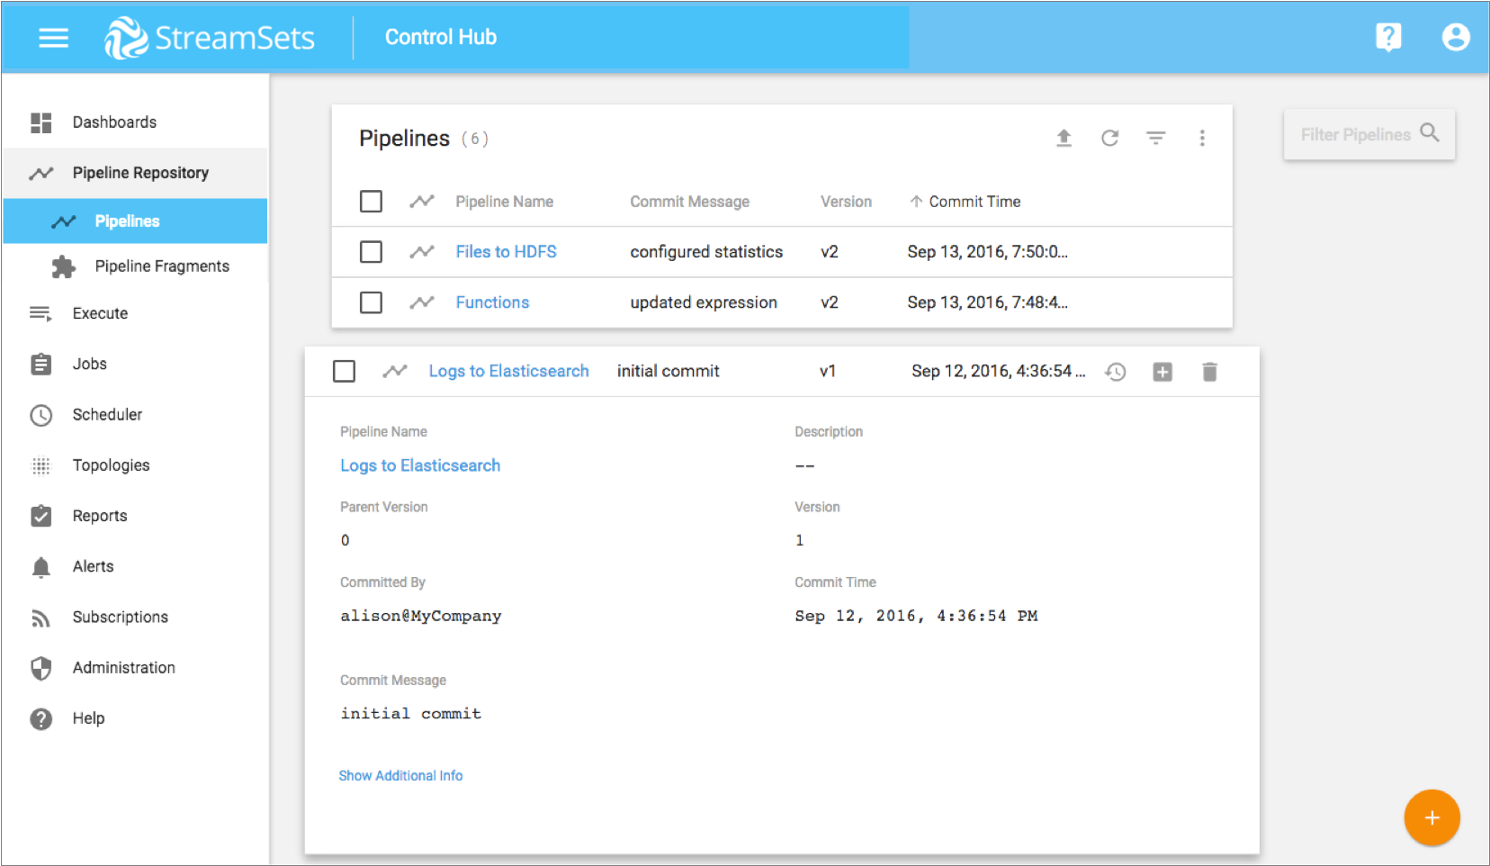 StreamSets Control Hub
Dashboards
Pipeline Repository
Pipelines
Pipeline Fragments
Execute
Jobs
Scheduler
Topologies
Reports
Alerts
Subscriptions
Administration
Help
Pipelines (6)
Filter Pipelines
Pipeline Name Commit Message Version Commit Time
Files to HDFS configured statistics v2 Sep 13, 2016, 7:50:0...
Functions updated expression v2 Sep 13, 2016, 7:48:4...
Logs to Elasticsearch initial commit v1 Sep 12, 2016, 4:36:54 ...
Pipeline Name Description
Logs to Elasticsearch --
Parent Version Version
0 1
Committed By Commit Time
alison@MyCompany Sep 12, 2016, 4:36:54 PM
Commit Message
initial commit
Show Additional Info